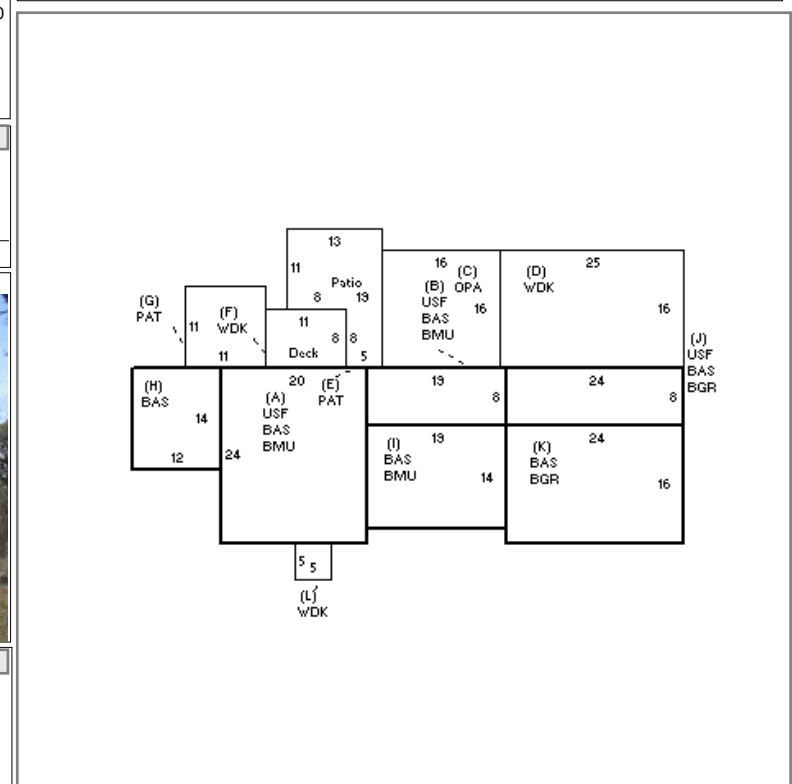 13
11
Patio
8
19
16
(C)
OPA
(B)
USF
BAS
BMU
16
25
(D)
WDK
16
(G)
PAT
11
(F)
WDK
11
11
8
8
Deck
5
(J)
USF
BAS
BGR
(H)
BAS
14
12
20
(E)
PAT
(A)
USF
BAS
BMU
24
19
8
24
8
19
(I)
BAS
BMU
14
24
(K)
BAS
BGR
16
5
5
(L)
WDK